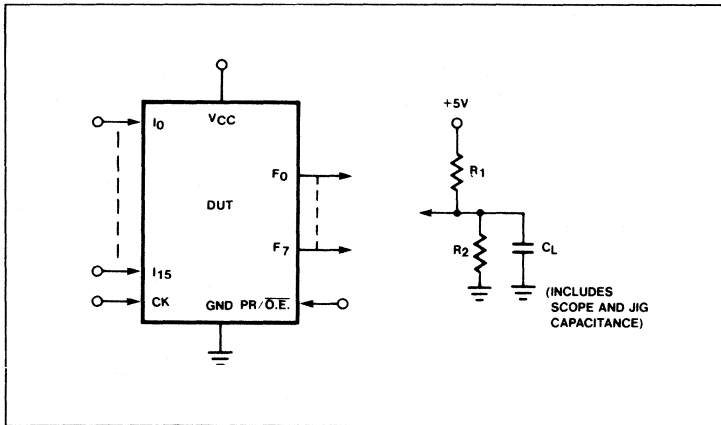 VCC
I0
F0
DUT
F7
I15
CK
GND PR/O.E.
+5V
R1
R2
CL
(INCLUDES
SCOPE AND JIG
CAPACITANCE)